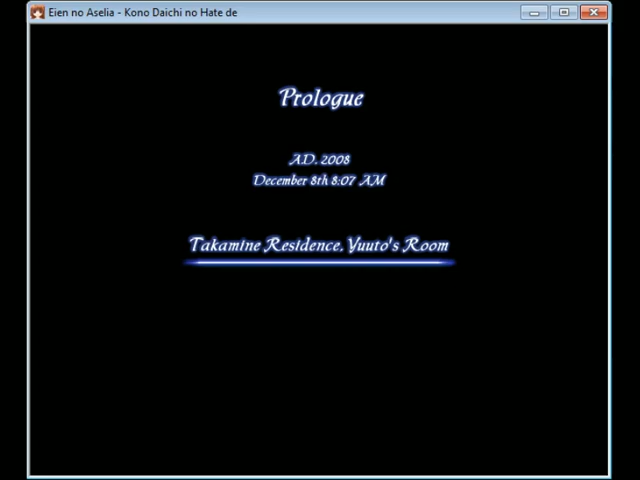 Eien no Aselia - Kono Daichi no Hate de
Prologue
A.D. 2008
December 8th 8:07 AM
Takamine Residence, Yuuto's Room